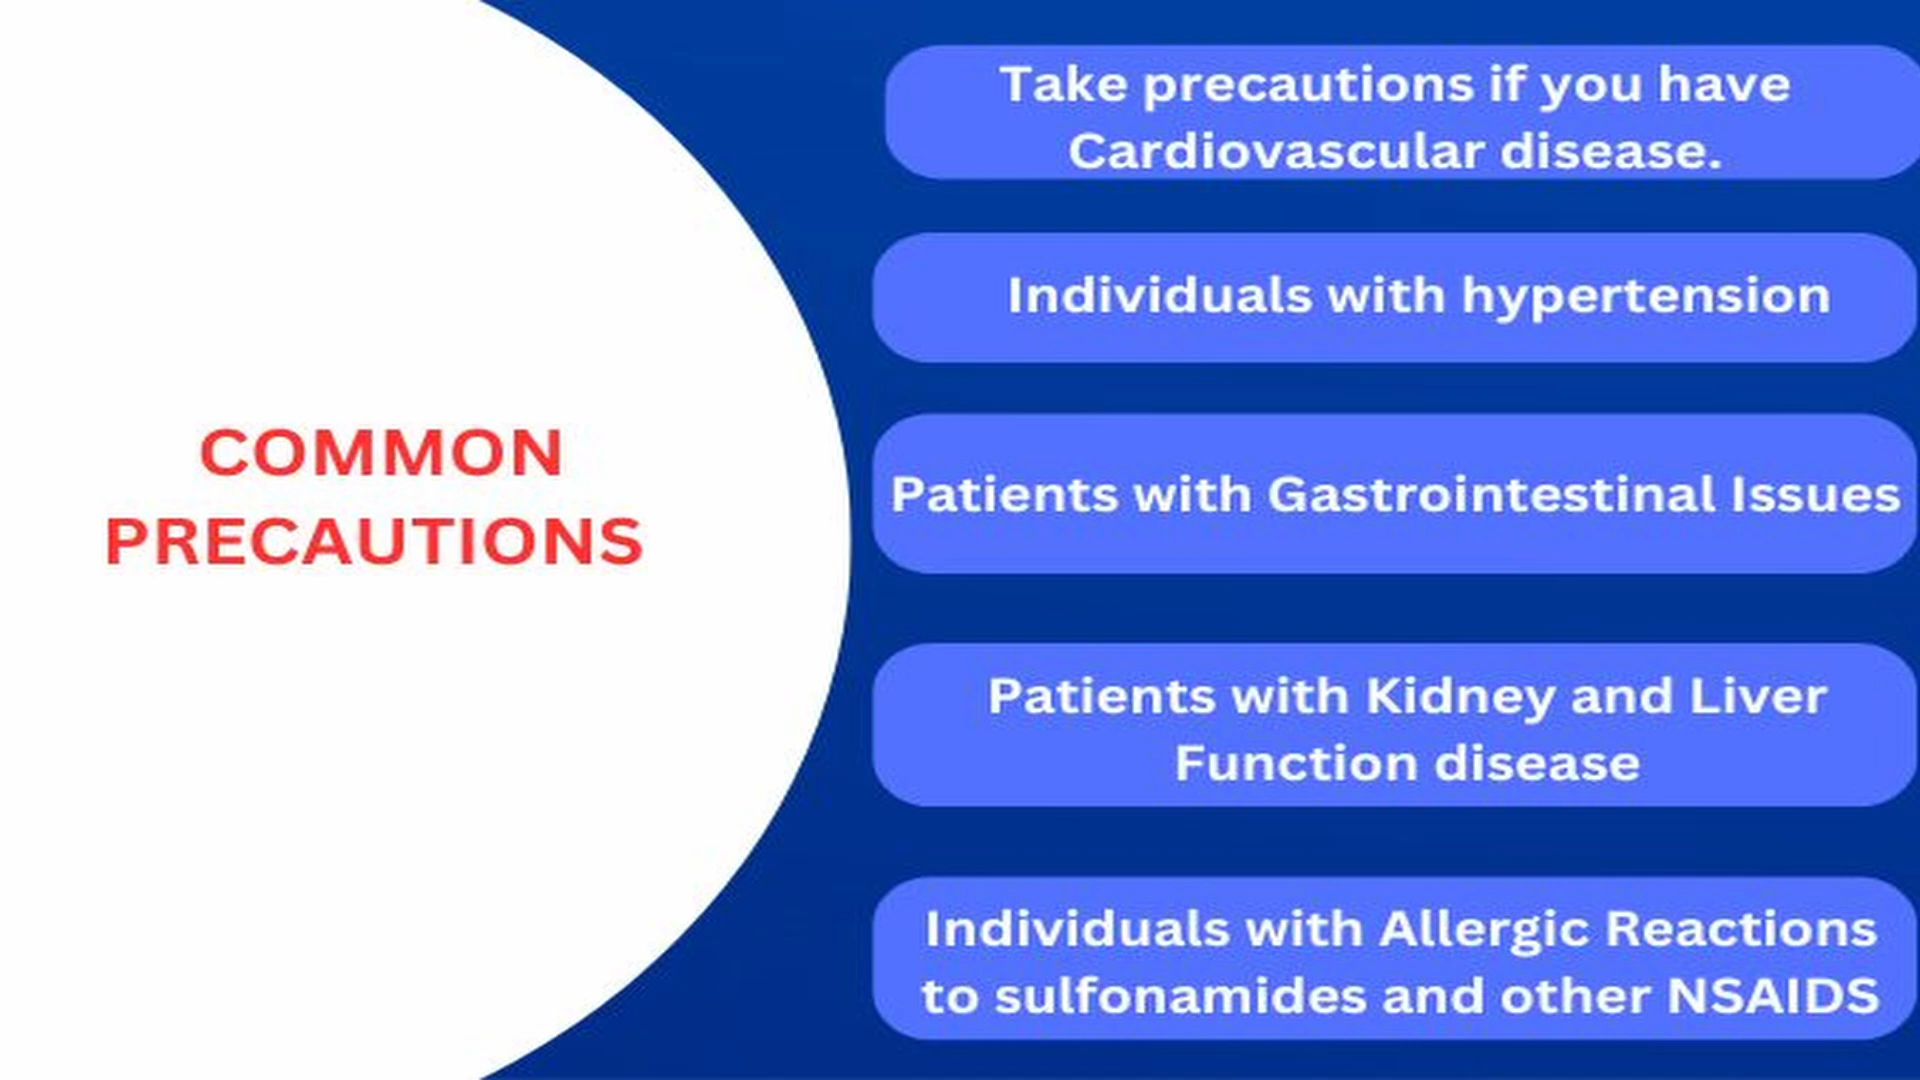 COMMON
PRECAUTIONS
Take precautions if you have
Cardiovascular disease.
Individuals with hypertension
Patients with Gastrointestinal Issues
Patients with Kidney and Liver
Function disease
Individuals with Allergic Reactions
to sulfonamides and other NSAIDS